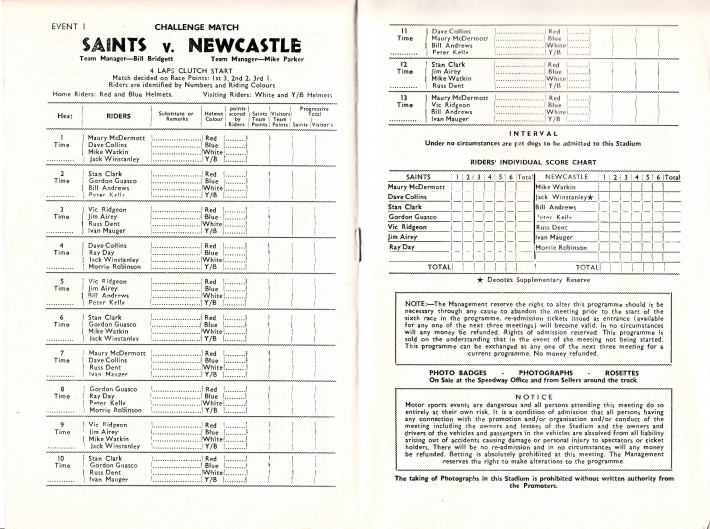 EVENT 1 CHALLENGE MATCH
SAINTS v. NEWCASTLE
Team Manager—Bill Bridgett Team Manager—Mike Parker
4 LAPS CLUTCH START
Match decided on Race Points: 1st 3, 2nd 2, 3rd 1.
Riders are identified by Numbers and Riding Colours
Home Riders: Red and Blue Helmets. Visiting Riders: White and Y/B Helmets
Heat RIDERS Substitute or Remarks Helmet Colour points scored by Riders Saints Team Points Visitors Team Points Progressive Total Saints Visitor's
1 Maury McDermott Red
Time Dave Collins Blue
Mike Watkin White
Jack Winstanley Y/B
2 Stan Clark Red
Time Gordon Guasco Blue
Bill Andrews White
Peter Kelly Y/B
3 Vic Ridgeon Red
Time Jim Airey Blue
Russ Dent White
Ivan Mauger Y/B
4 Dave Collins Red
Time Ray Day Blue
Jack Winstanley White
Morrie Robinson Y/B
5 Vic Ridgeon Red
Time Jim Airey Blue
Bill Andrews White
Peter Kelly Y/B
6 Stan Clark Red
Time Gordon Guasco Blue
Mike Watkin White
Jack Winstanley Y/B
7 Maury McDermott Red
Time Dave Collins Blue
Russ Dent White
Ivan Mauger Y/B
8 Gordon Guasco Red
Time Ray Day Blue
Peter Kelly White
Morrie Robinson Y/B
9 Vic Ridgeon Red
Time Jim Airey Blue
Mike Watkin White
Jack Winstanley Y/B
10 Stan Clark Red
Time Gordon Guasco Blue
Russ Dent White
Ivan Mauger Y/B
11 Dave Collins Red
Time Maury McDermott Blue
Bill Andrews White
Peter Kelly Y/B
12 Stan Clark Red
Time Jim Airey Blue
Mike Watkin White
Russ Dent Y/B
13 Maury McDermott Red
Time Vic Ridgeon Blue
Bill Andrews White
Ivan Mauger Y/B
INTERVAL
Under no circumstances are pet dogs to be admitted to this Stadium
RIDERS' INDIVIDUAL SCORE CHART
SAINTS 1 2 3 4 5 6 Total NEWCASTLE 1 2 3 4 5 6 Total
Maury McDermott Mike Watkin
Dave Collins Jack Winstanley★
Stan Clark Bill Andrews
Gordon Guasco Peter Kelly
Vic Ridgeon Russ Dent
Jim Airey Ivan Mauger
Ray Day Morrie Robinson
TOTAL TOTAL
★ Denotes Supplementary Reserve
NOTE:—The Management reserve the right to alter this programme should it be
necessary through any cause to abandon the meeting prior to the start of the
sixth race in the programme, re-admission tickets issued at entrance (available
for any one of the next three meetings) will become valid. In no circumstances
will any money be refunded. Rights of admission reserved. This programme is
sold on the understanding that in the event of the meeting not being started.
This programme can be exchanged at any one of the next three meeting for a
current programme. No money refunded.
PHOTO BADGES - PHOTOGRAPHS - ROSETTES
On Sale at the Speedway Office and from Sellers around the track.
NOTICE
Motor sports events are dangerous and all persons attending this meeting do so
entirely at their own risk. It is a condition of admission that all persons having
any connection with the promotion and/or organisation and/or conduct of the
meeting including the owners and lessees of the Stadium and the owners and
drivers of the vehicles and passengers in the vehicles are absolved from all liability
arising out of accidents causing damage or personal injury to spectators or ticket
holders, There will be no re-admission and in no circumstances will any money
be refunded. Betting is absolutely prohibited at this meeting. The Management
reserves the right to make alterations to the programme.
The taking of Photographs in this Stadium is prohibited without written authority from
the Promoters.